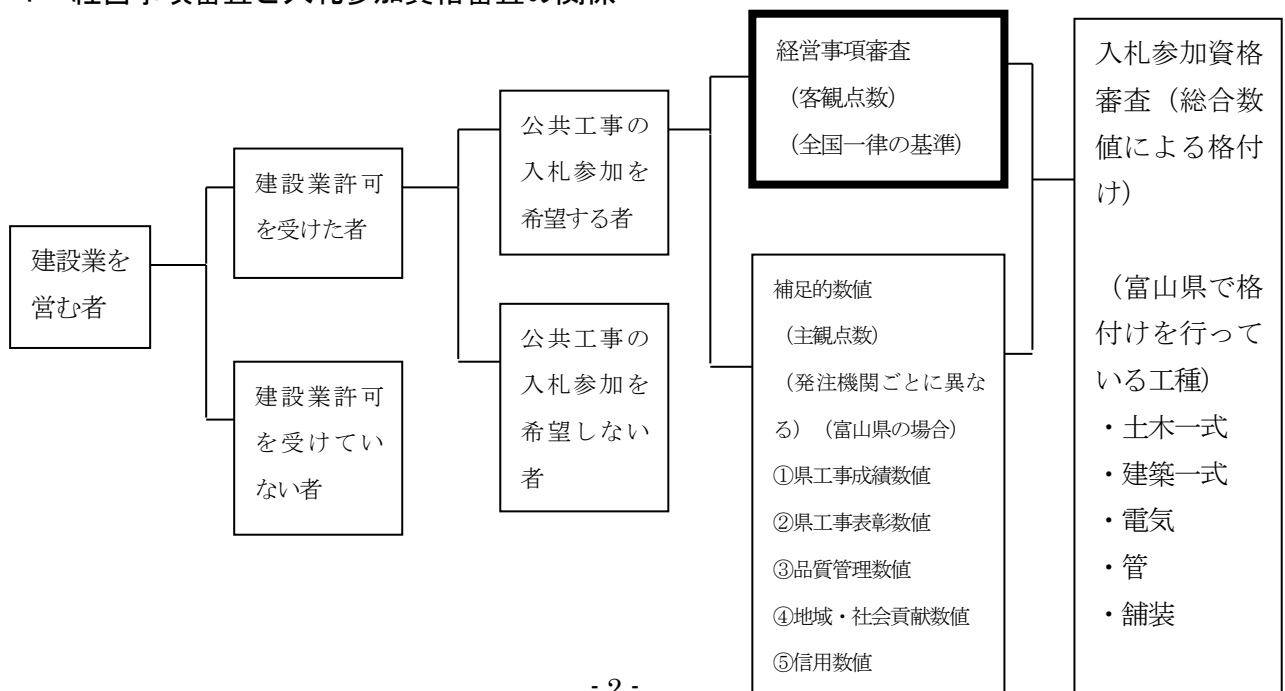 経営事項審査と入札参加資格審査の関係
建設業を
営む者
建設業許可
を受けた者
建設業許可
を受けてい
ない者
公共工事の
入札参加を
希望する者
公共工事の
入札参加を
希望しない
者
経営事項審査
（客観点数）
（全国一律の基準）
補足的数値
（主観点数）
（発注機関ごとに異な
る）（富山県の場合）
①県工事成績数値
②県工事表彰数値
③品質管理数値
④地域・社会貢献数値
⑤信用数値
入札参加資格
審査（総合数
値による格付
け）
（富山県で格
付けを行って
いる工種）
・土木一式
・建築一式
・電気
・管
・舗装
- 2 -